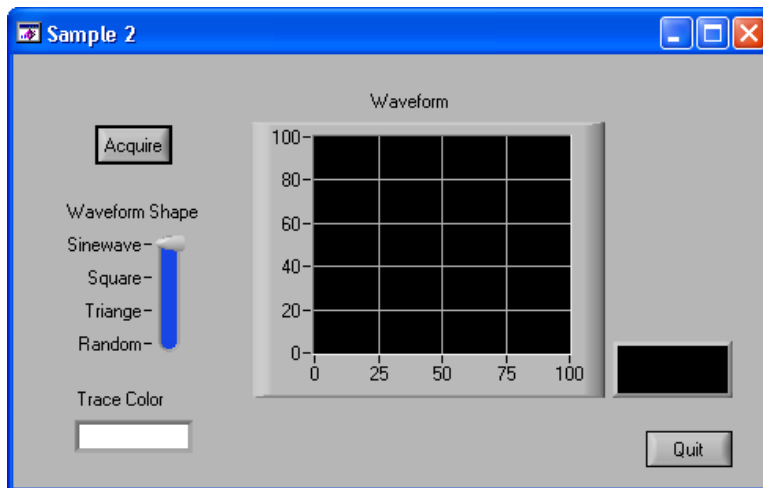 Sample 2
Acquire
Waveform Shape
Sinewave
Square
Triange
Random
Trace Color
Waveform
100
80
60
40
20
0
0 25 50 75 100
Quit